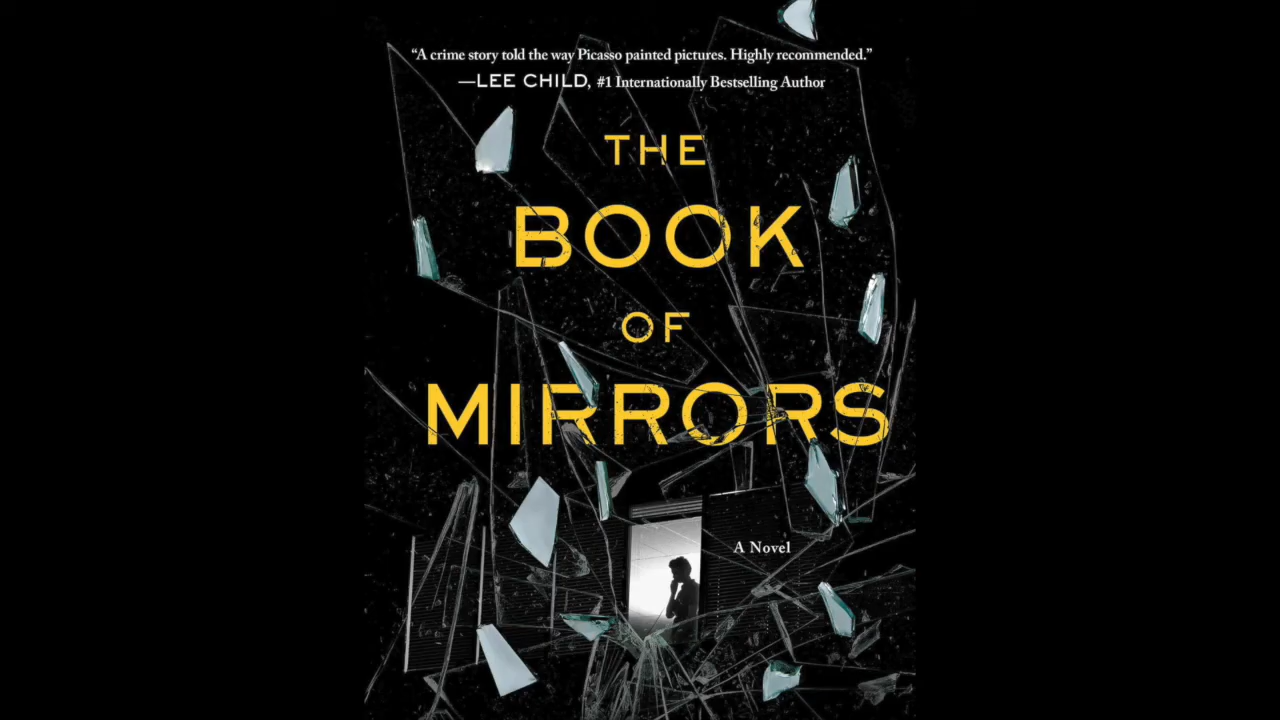 “A crime story told the way Picasso painted pictures. Highly recommended.”
—LEE CHILD, #1 Internationally Bestselling Author
THE
BOOK
OF
MIRRORS
A Novel